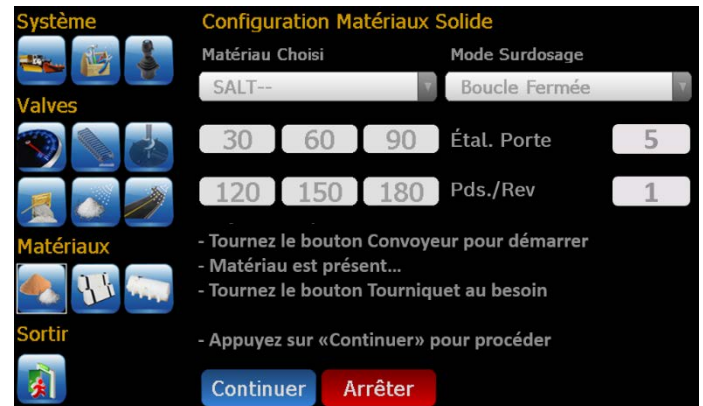 Système
Configuration Matériaux Solide
Matériau Choisi
Mode Surdosage
SALT--
Boucle Fermée
Valves
30
60
90
Étal. Porte
5
120
150
180
Pds./Rev
1
- Tournez le bouton Convoyeur pour démarrer
- Matériau est présent...
- Tournez le bouton Tourniquet au besoin
Matériaux
Sortir
- Appuyez sur «Continuer» pour procéder
Continuer
Arrêter